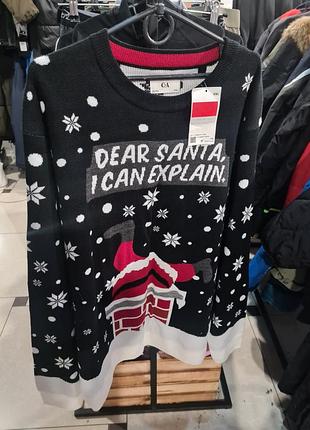 C&A
DEAR SANTA,
I CAN EXPLAIN.